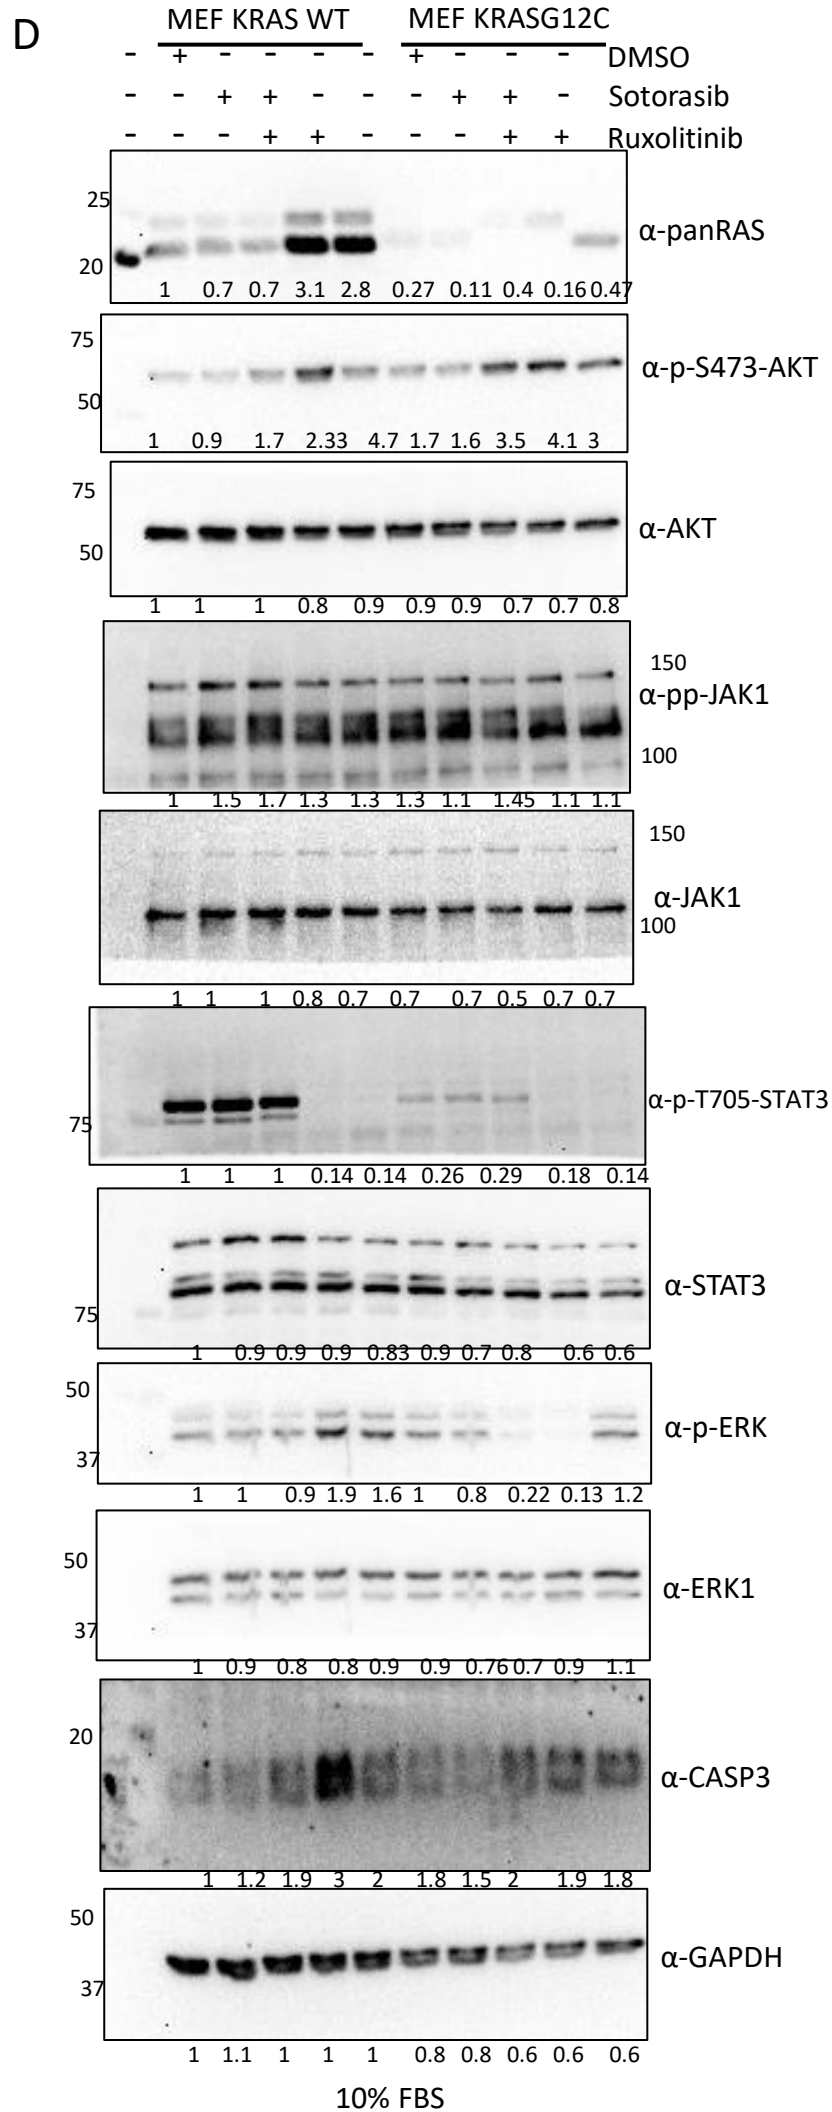 D
MEF KRAS WT MEF KRASG12C
- + - - - - + - - - DMSO
- - + + - - - + + - Sotorasib
- - - + + - - - + + Ruxolitinib
25
α-panRAS
20
1 0.7 0.7 3.1 2.8 0.27 0.11 0.4 0.16 0.47
75
α-p-S473-AKT
50
1 0.9 1.7 2.33 4.7 1.7 1.6 3.5 4.1 3
75
α-AKT
50
1 1 1 0.8 0.9 0.9 0.9 0.7 0.7 0.8
150
α-pp-JAK1
100
1 1.5 1.7 1.3 1.3 1.3 1.1 1.45 1.1 1.1
150
α-JAK1
100
1 1 1 0.8 0.7 0.7 0.7 0.5 0.7 0.7
α-p-T705-STAT3
75
1 1 1 0.14 0.14 0.26 0.29 0.18 0.14
α-STAT3
75
1 0.9 0.9 0.9 0.83 0.9 0.7 0.8 0.6 0.6
50
α-p-ERK
37
1 1 0.9 1.9 1.6 1 0.8 0.22 0.13 1.2
50
α-ERK1
37
1 0.9 0.8 0.8 0.9 0.9 0.76 0.7 0.9 1.1
20
α-CASP3
1 1.2 1.9 3 2 1.8 1.5 2 1.9 1.8
50
α-GAPDH
37
1 1.1 1 1 1 0.8 0.8 0.6 0.6 0.6
10% FBS